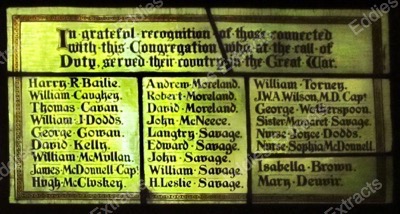 In grateful recognition of those connected
with this Congregation who, at the call of
Duty, served their country in the Great War.
Harry·R·Bailie.
William·Caughey.
Thomas·Cavan.
William·J·Dodds.
George·Gowan.
David·Kelly.
William·McMullan.
James·McDonnell·Capt
Hugh·McCloskey.
Andrew·Moreland.
Robert·Moreland.
David·Moreland.
John·McNeece.
Langtry·Savage.
Edward·Savage.
John·Savage.
William·Savage.
H.Leslie·Savage.
William·Torney.
J.W.A.Wilson, M.D. Capt
George·Wotherspoon.
Sister Margaret·Savage.
Nurse·Jonee·Dodds.
Nurse·Sophia McDonnell
Isabella·Brown.
Mary·Denvir.
Eddies
Extracts